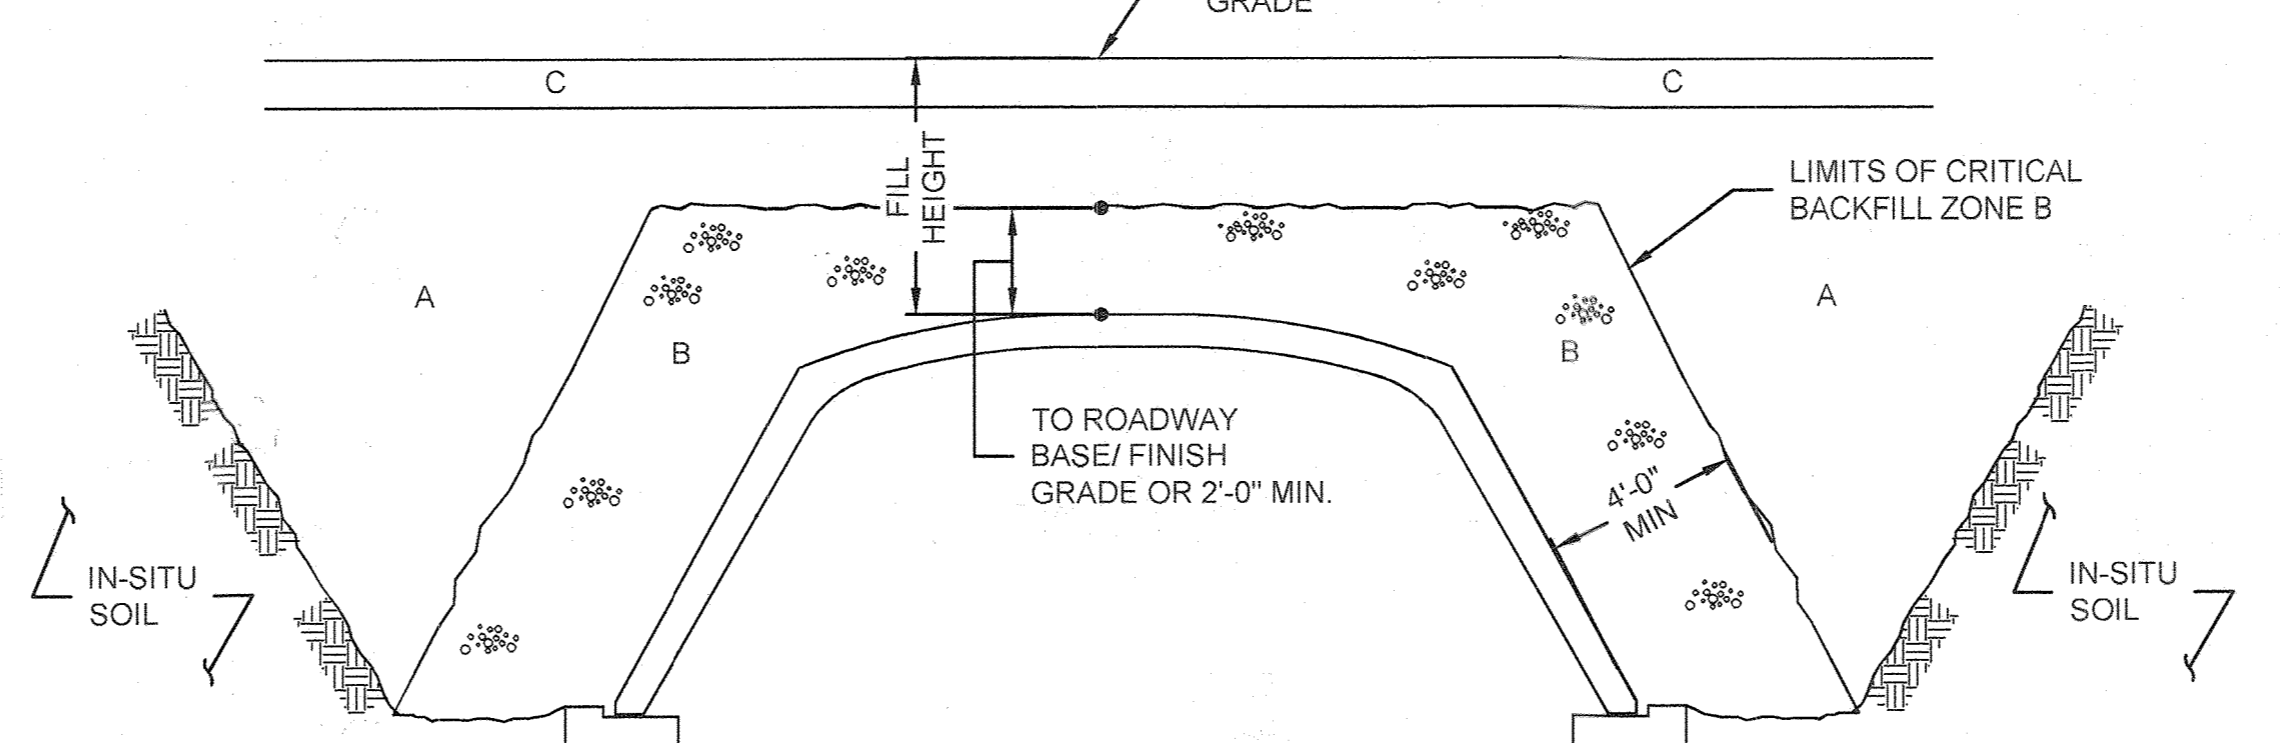 GRADE
C
C
FILL
HEIGHT
LIMITS OF CRITICAL
BACKFILL ZONE B
A
A
B
B
TO ROADWAY
BASE/ FINISH
GRADE OR 2'-0" MIN.
4'-0"
MIN
IN-SITU
SOIL
IN-SITU
SOIL